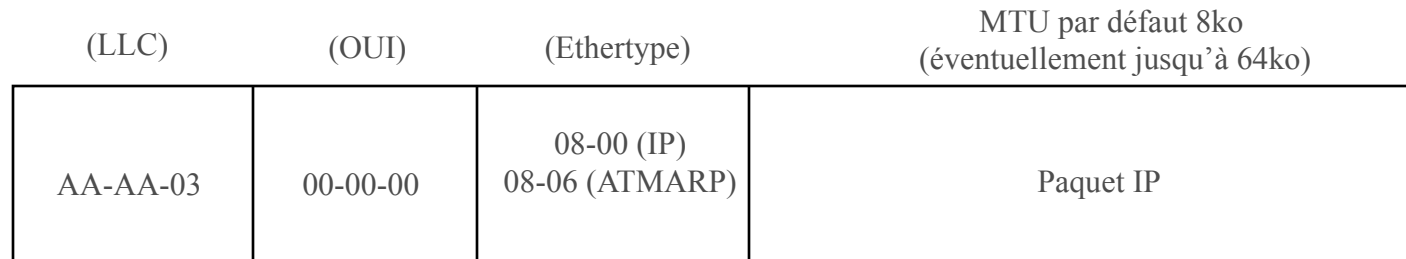 (LLC)
(OUI)
(Ethertype)
MTU par défaut 8ko
(éventuellement jusqu’à 64ko)
AA-AA-03
00-00-00
08-00 (IP)
08-06 (ATMARP)
Paquet IP